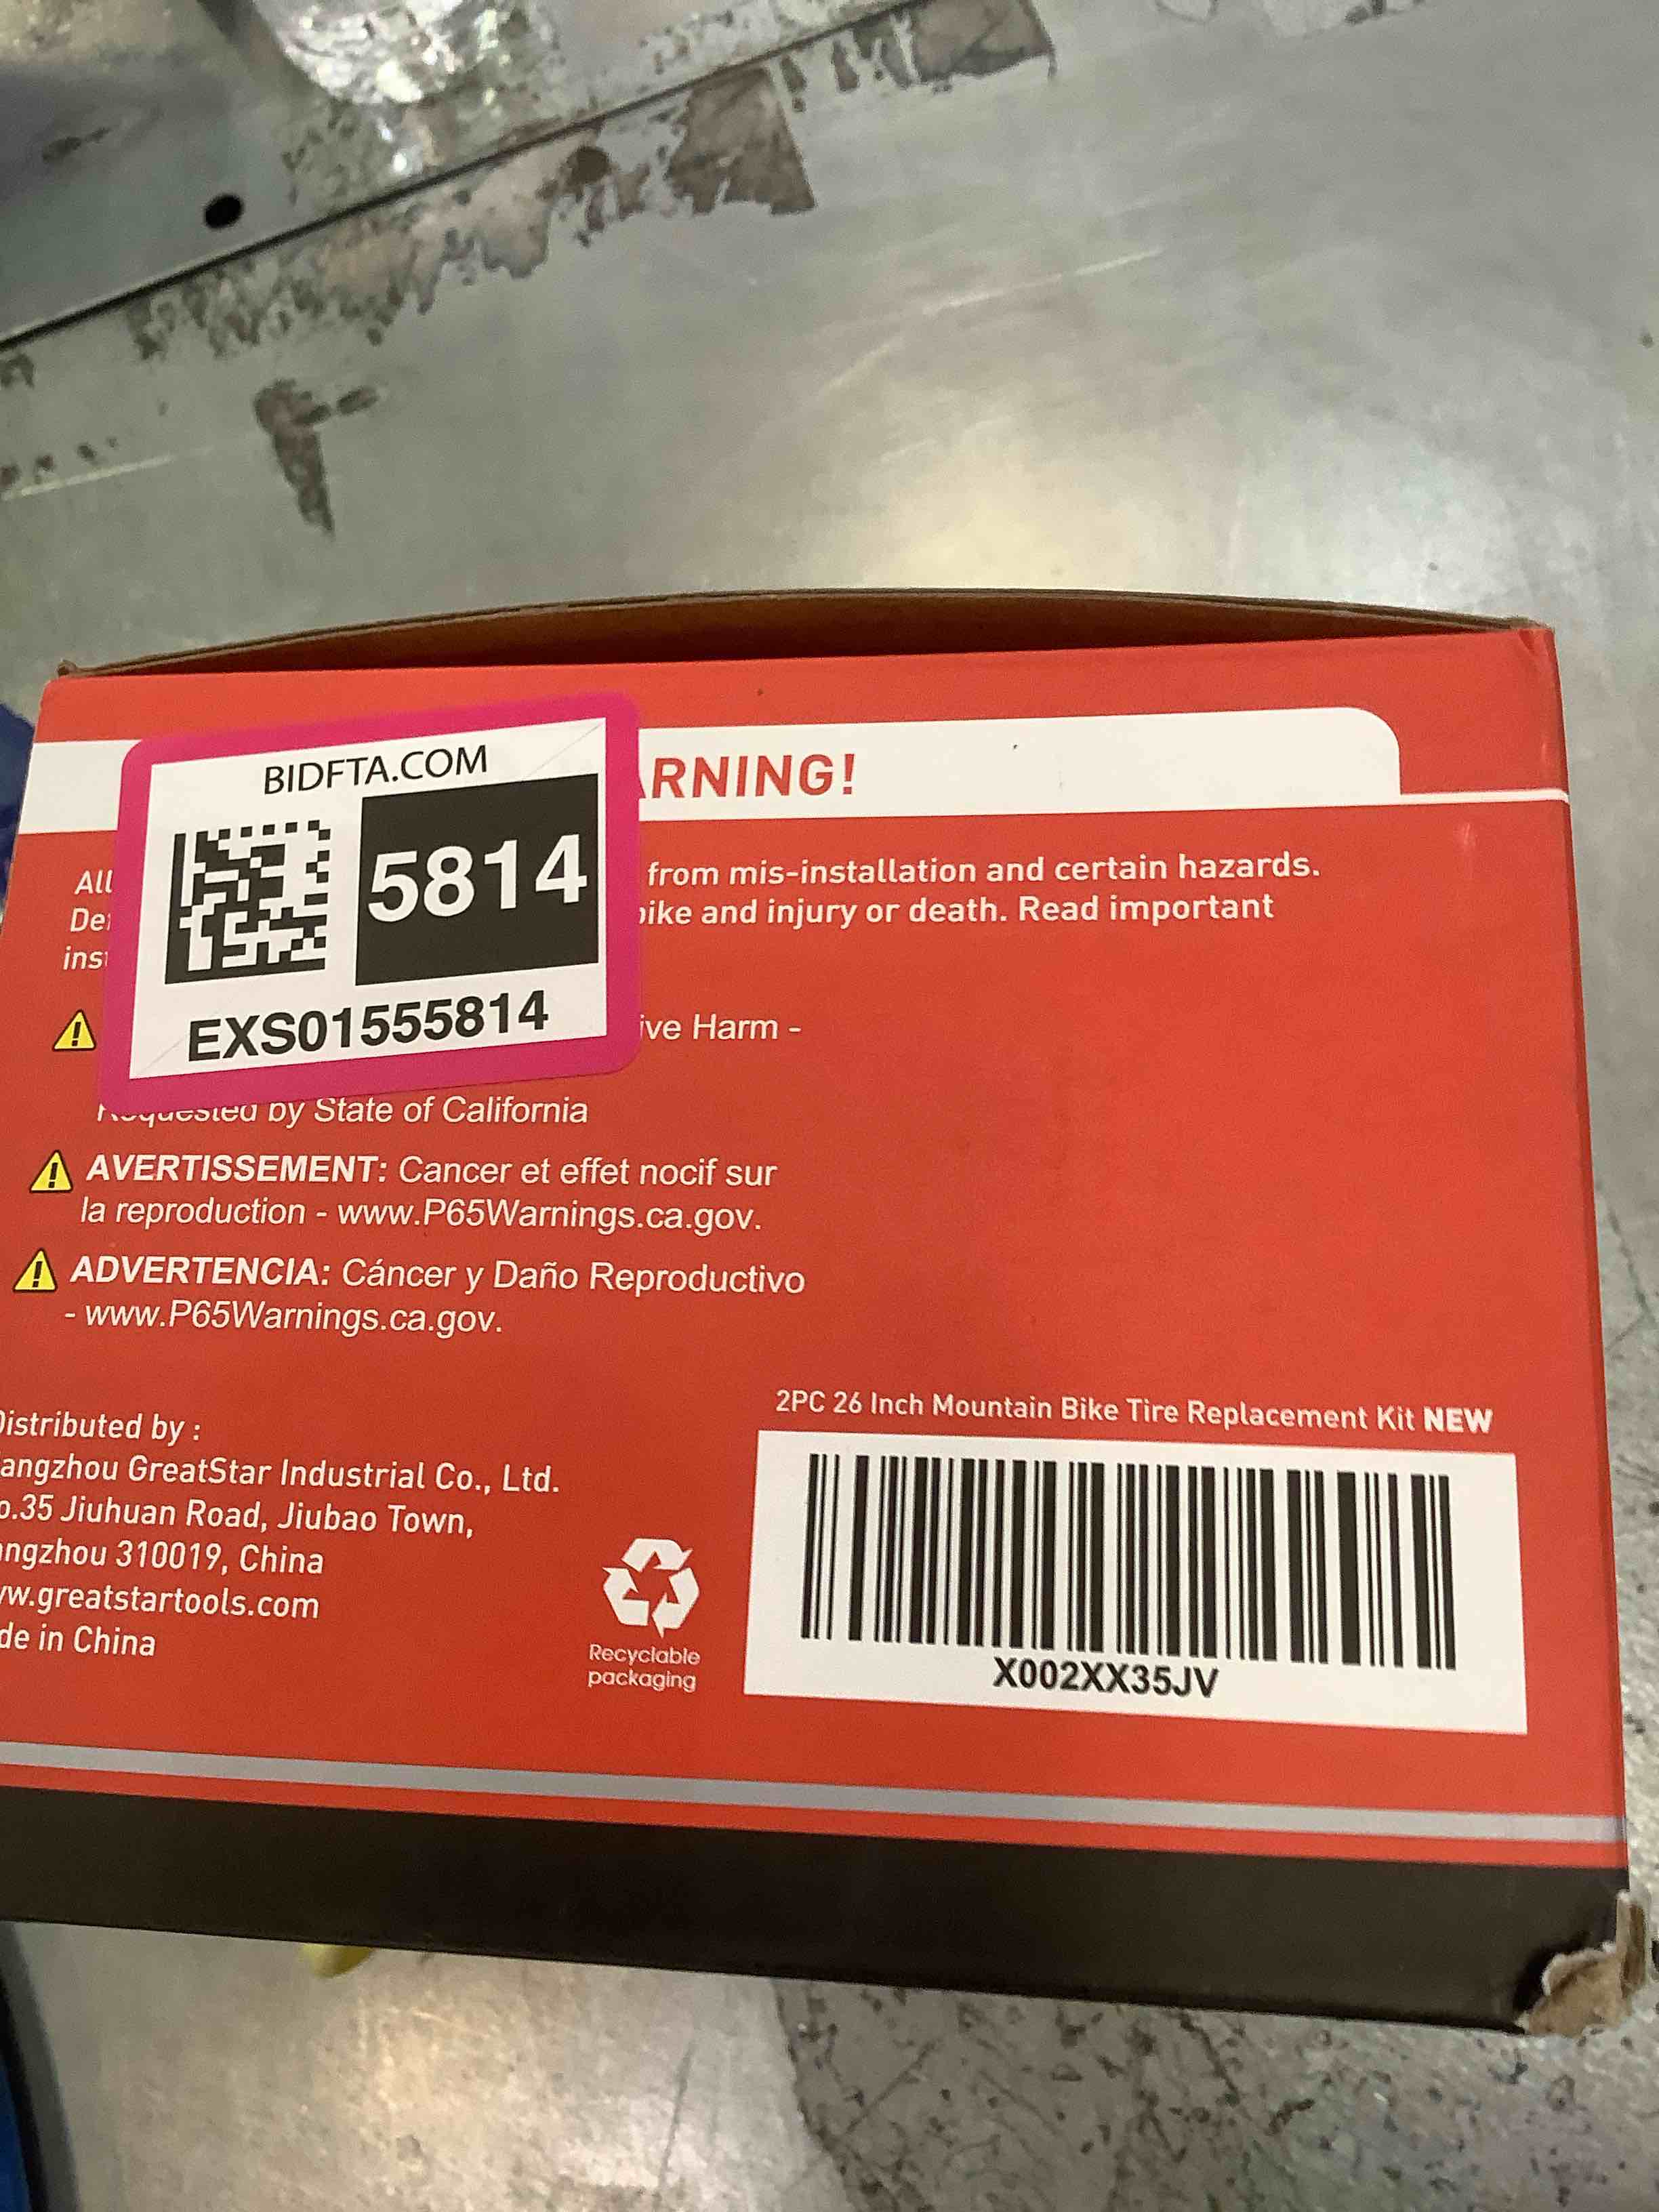 BIDFTA.COM
5814
EXS01555814
ARNING!
All from mis-installation and certain hazards.
bike and injury or death. Read important
ive Harm -
Requested by State of California
AVERTISSEMENT: Cancer et effet nocif sur
la reproduction - www.P65Warnings.ca.gov.
ADVERTENCIA: Cáncer y Daño Reproductivo
- www.P65Warnings.ca.gov.
Distributed by :
angzhou GreatStar Industrial Co., Ltd.
o.35 Jiuhuan Road, Jiubao Town,
angzhou 310019, China
ww.greatstartools.com
de in China
Recyclable
packaging
2PC 26 Inch Mountain Bike Tire Replacement Kit NEW
X002XX35JV